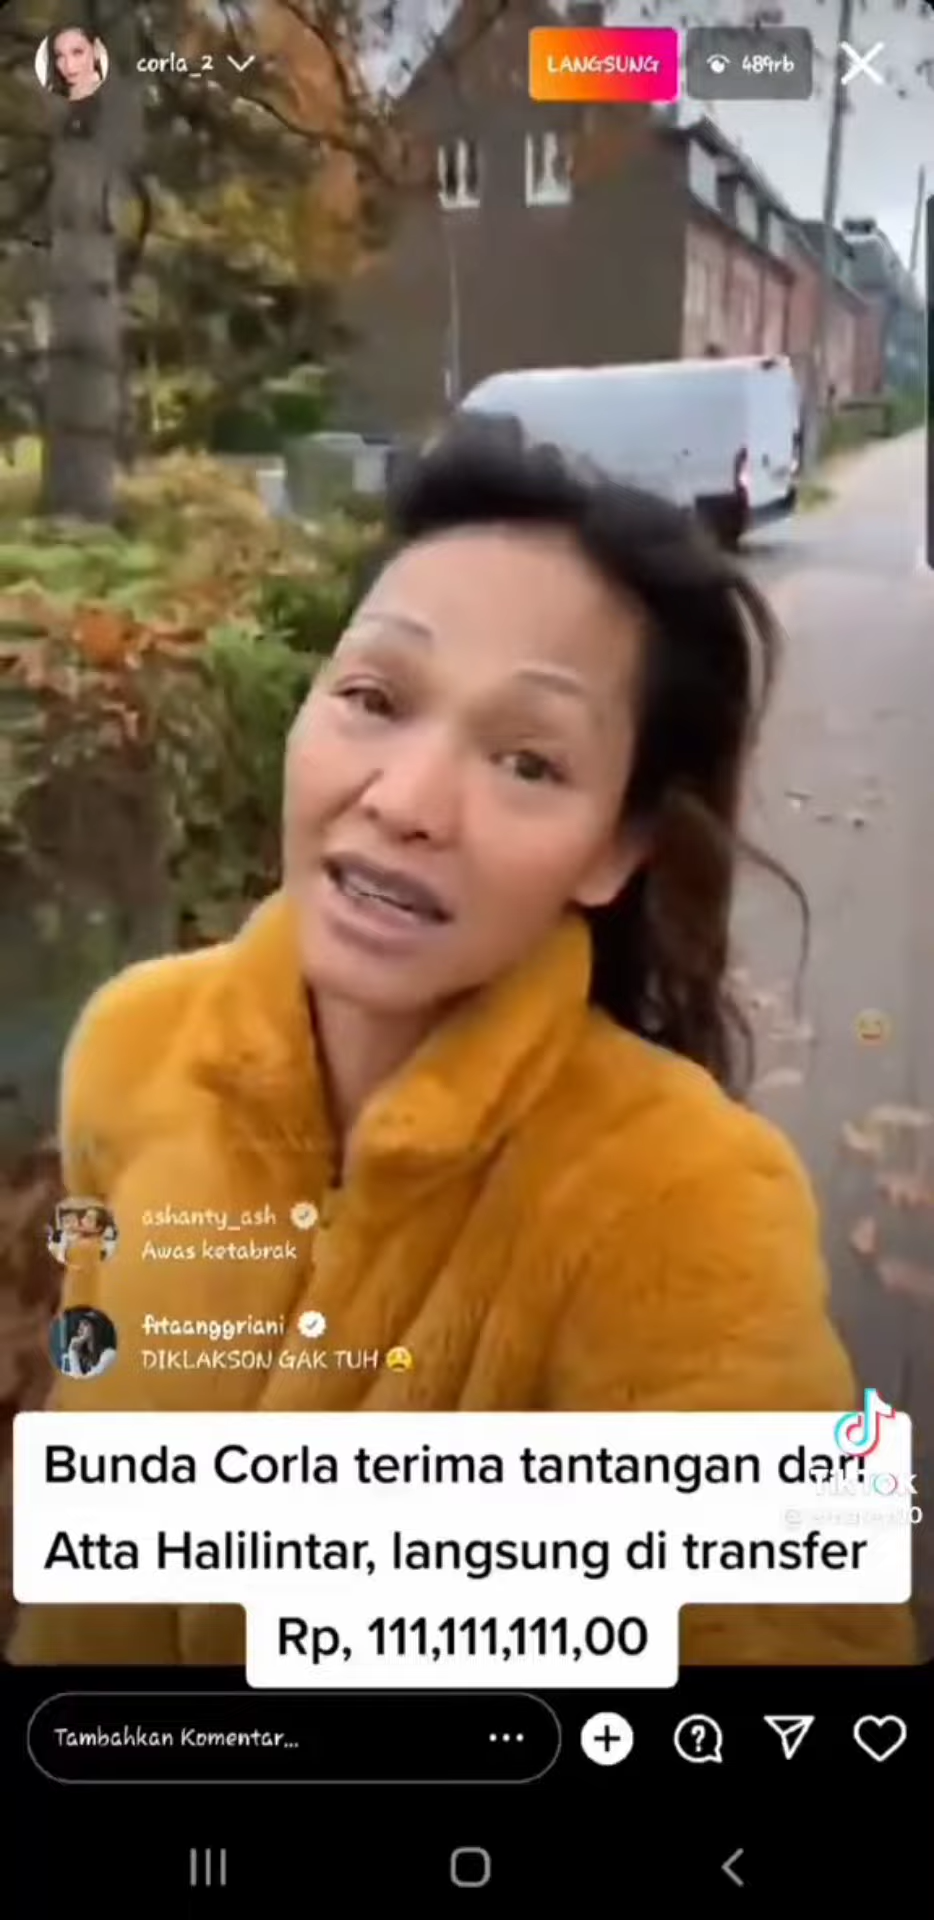 corla_2
LANGSUNG
489rb
ashanty_ash
Awas ketabrak
fitaanggriani
DIKLAKSON GAK TUH
Bunda Corla terima tantangan dari
TikTok
Atta Halilintar, langsung di transfer
Rp, 111,111,111,00
Tambahkan Komentar...